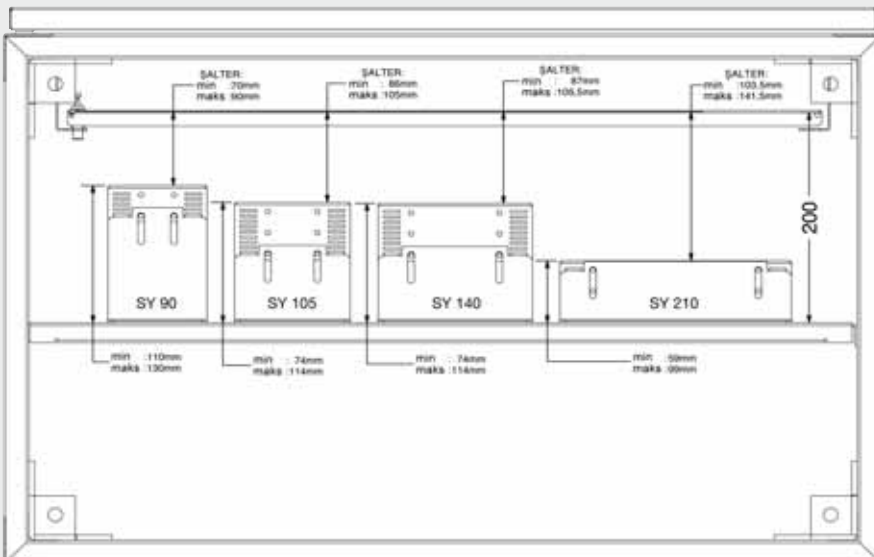 ŞALTER:
min :70mm
maks :90mm
ŞALTER:
min : 86mm
maks :105mm
ŞALTER:
min : 87mm
maks :106,5mm
ŞALTER:
min :103,5mm
maks :141,5mm
200
SY 90
SY 105
SY 140
SY 210
min :110mm
maks :130mm
min : 74mm
maks :114mm
min : 74mm
maks :114mm
min :59mm
maks :99mm